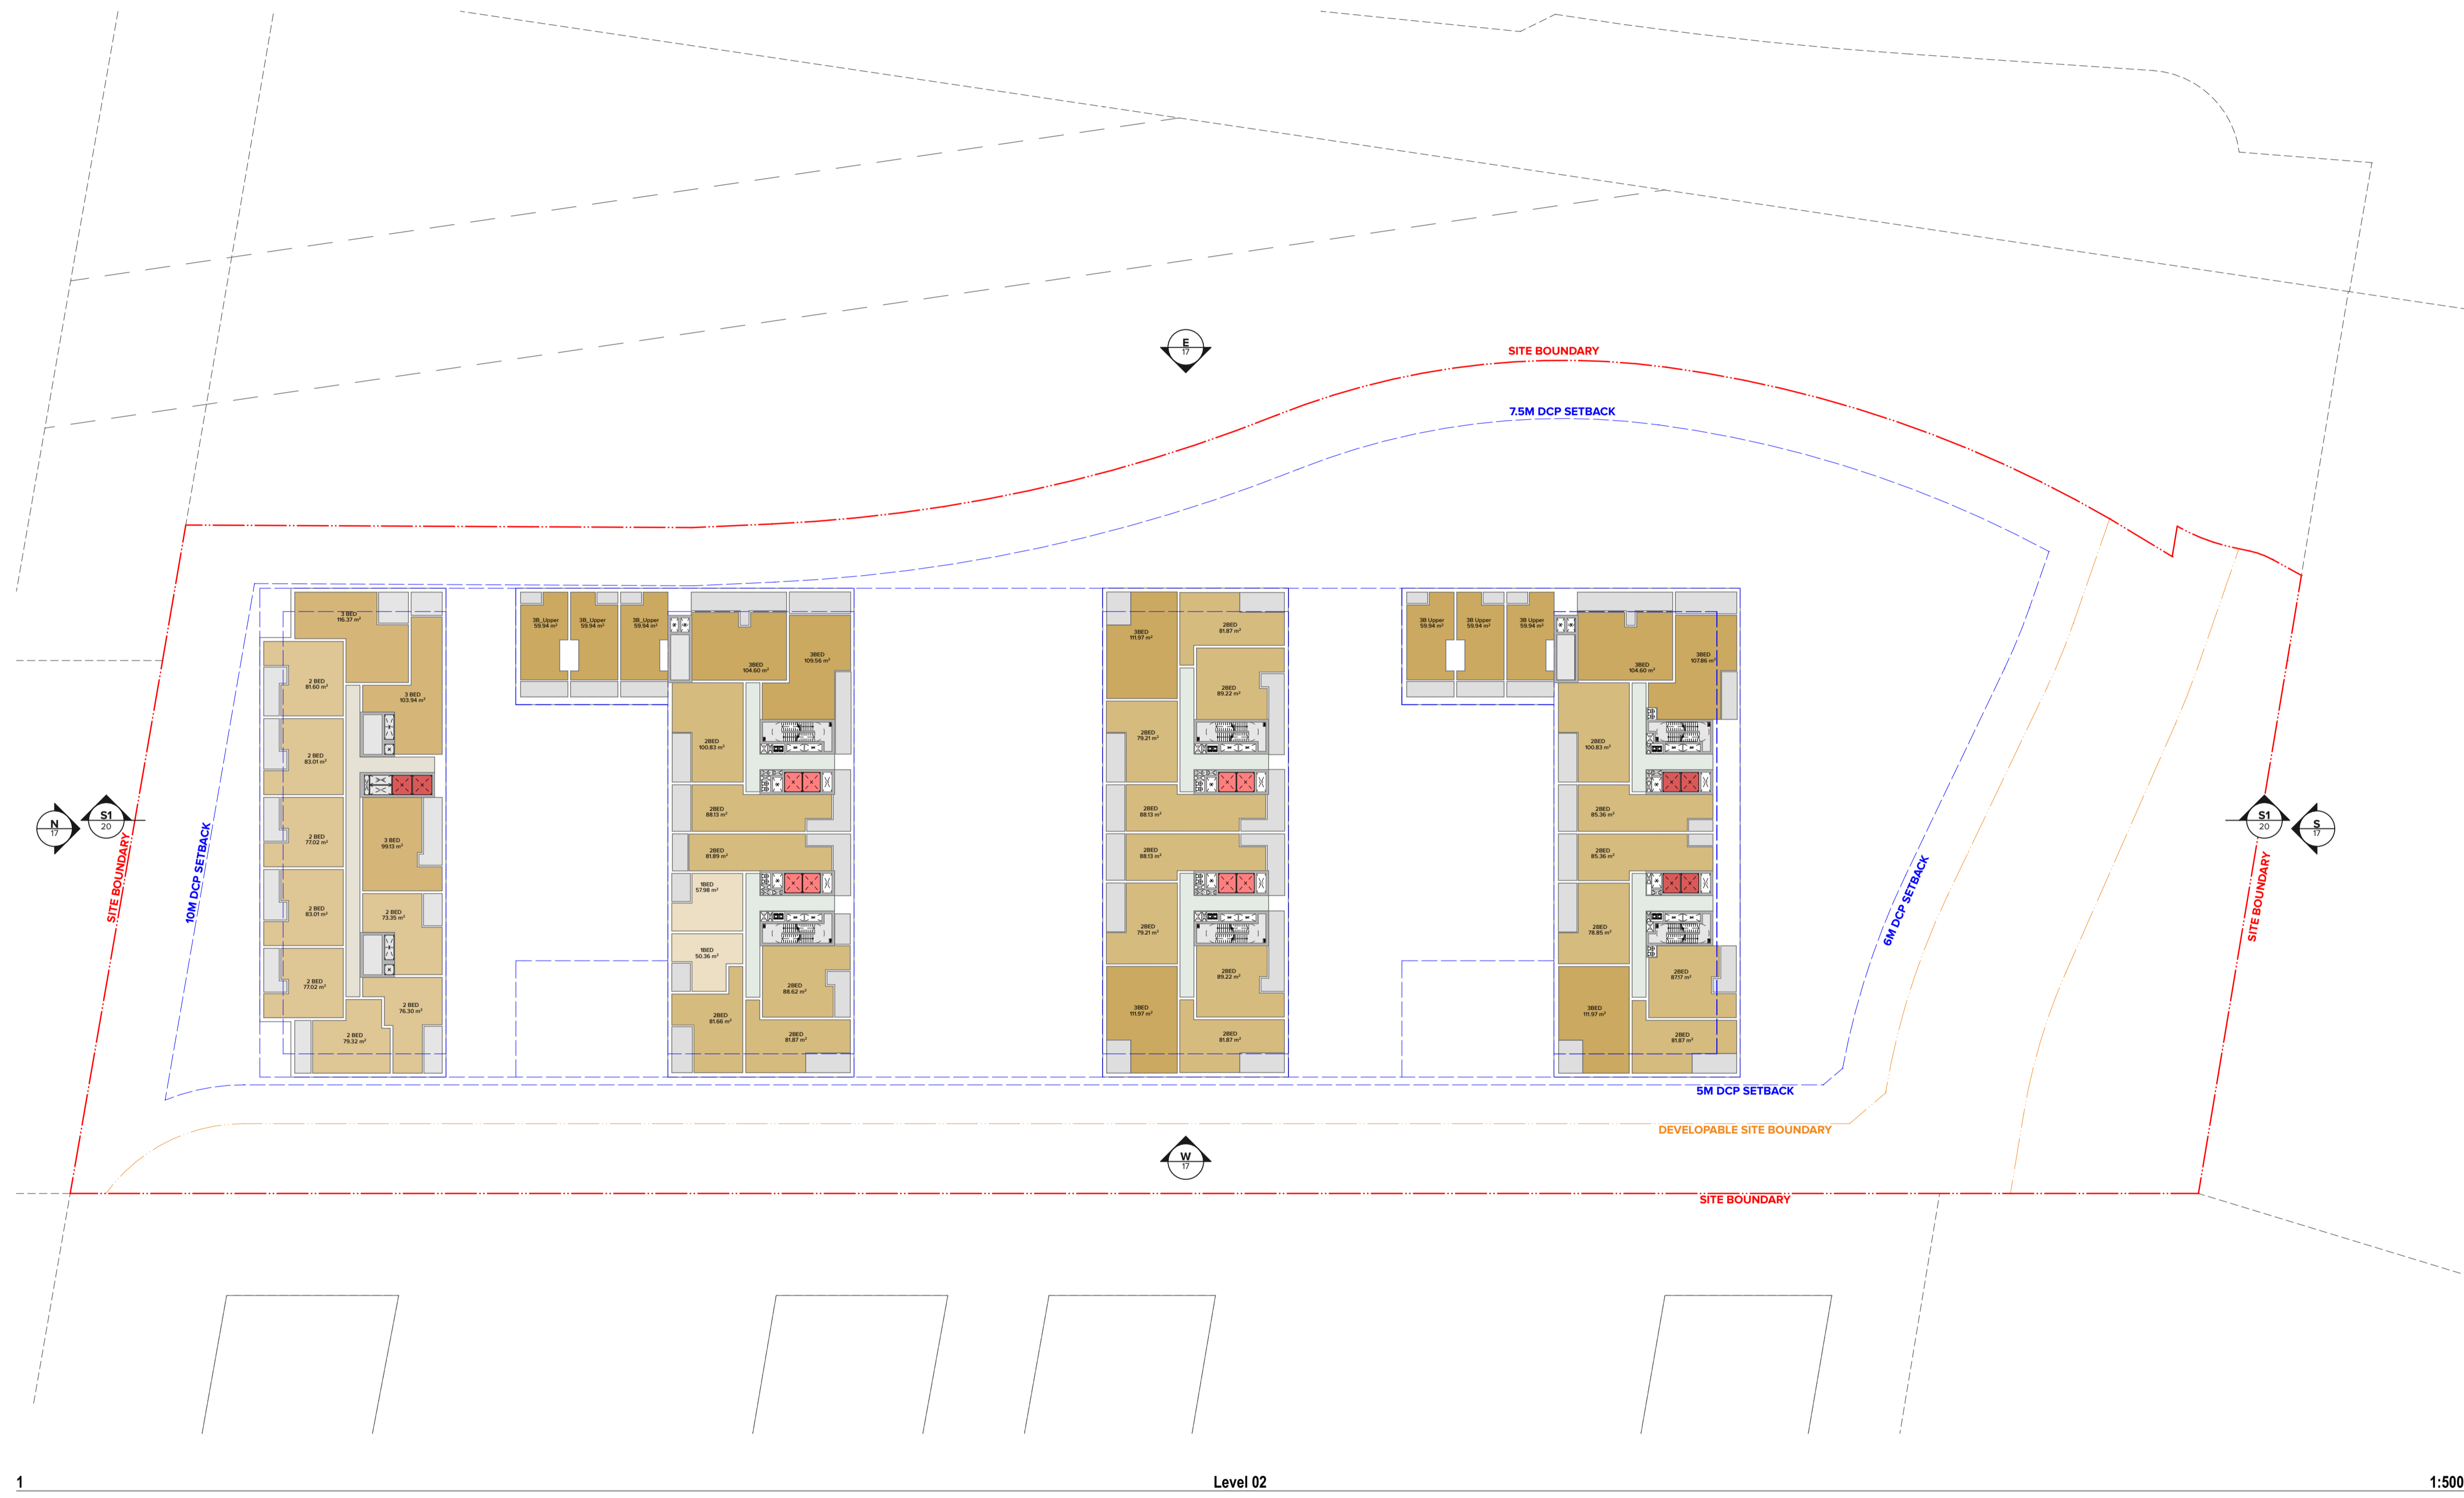 E
17
SITE BOUNDARY
7.5M DCP SETBACK
3 BED
116.37 m²
3 BED
103.94 m²
2 BED
81.60 m²
2 BED
83.01 m²
2 BED
77.02 m²
3 BED
99.13 m²
2 BED
83.01 m²
2 BED
73.35 m²
2 BED
77.02 m²
2 BED
76.30 m²
2 BED
79.32 m²
3B_Upper
59.94 m²
3B_Upper
59.94 m²
3B_Upper
59.94 m²
3BED
104.60 m²
3BED
109.56 m²
2BED
100.83 m²
2BED
88.13 m²
2BED
81.89 m²
1BED
57.98 m²
1BED
50.36 m²
2BED
88.62 m²
2BED
81.66 m²
2BED
81.87 m²
3BED
111.97 m²
2BED
81.87 m²
2BED
89.22 m²
2BED
79.21 m²
2BED
88.13 m²
2BED
88.13 m²
2BED
79.21 m²
2BED
89.22 m²
3BED
111.97 m²
2BED
81.87 m²
3B Upper
59.94 m²
3B Upper
59.94 m²
3B Upper
59.94 m²
3BED
104.60 m²
3BED
107.86 m²
2BED
100.83 m²
2BED
85.36 m²
2BED
85.36 m²
2BED
78.85 m²
2BED
87.17 m²
3BED
111.97 m²
2BED
81.87 m²
N
17
S1
20
SITE BOUNDARY
10M DCP SETBACK
S1
20
S
17
SITE BOUNDARY
6M DCP SETBACK
5M DCP SETBACK
DEVELOPABLE SITE BOUNDARY
W
17
SITE BOUNDARY
1
Level 02
1:500